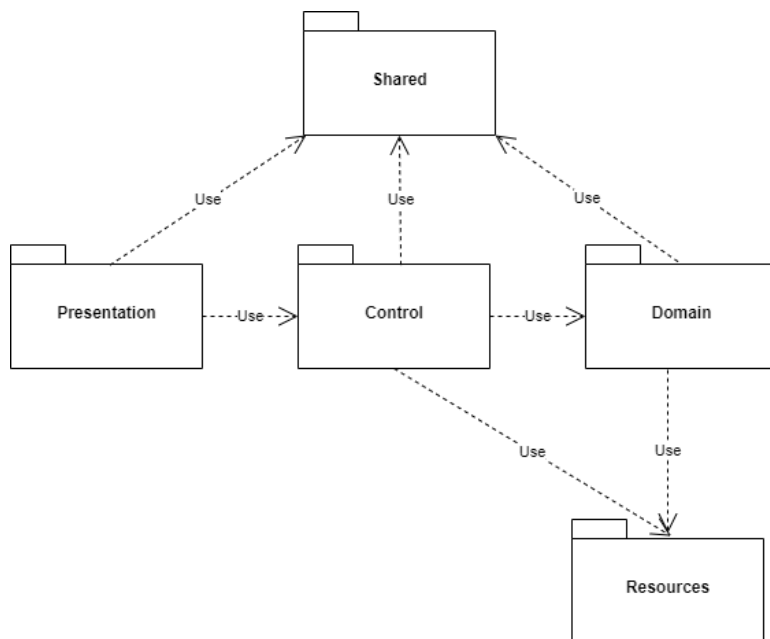 Shared
Use
Use
Use
Presentation
Use
Control
Use
Domain
Use
Use
Resources